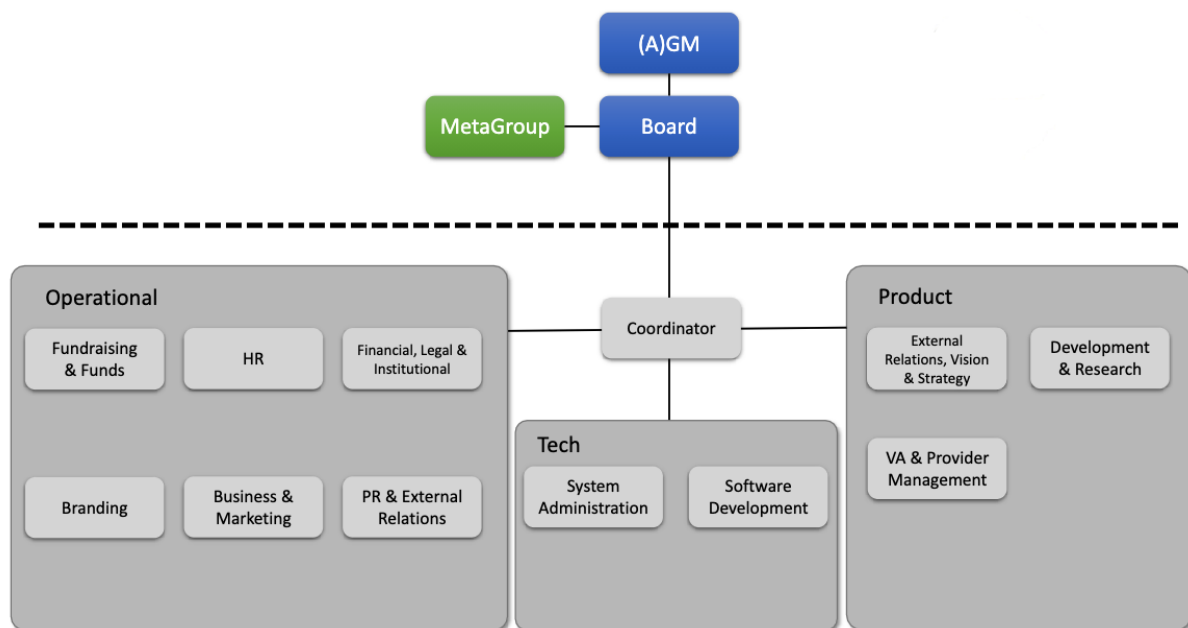 (A)GM
MetaGroup
Board
Operational
Fundraising
& Funds
HR
Financial, Legal &
Institutional
Branding
Business &
Marketing
PR & External
Relations
Coordinator
Tech
System
Administration
Software
Development
Product
External
Relations, Vision
& Strategy
Development
& Research
VA & Provider
Management